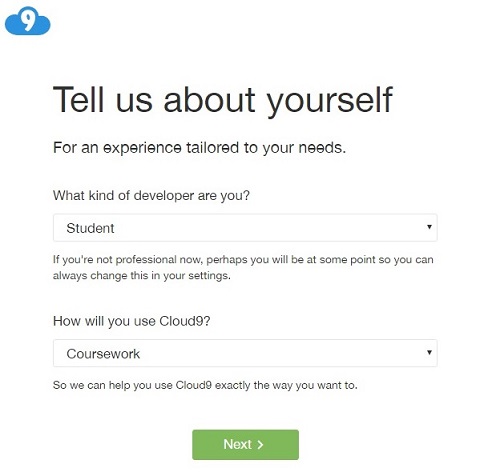 9
Tell us about yourself
For an experience tailored to your needs.
What kind of developer are you?
Student
If you're not professional now, perhaps you will be at some point so you can
always change this in your settings.
How will you use Cloud9?
Coursework
So we can help you use Cloud9 exactly the way you want to.
Next